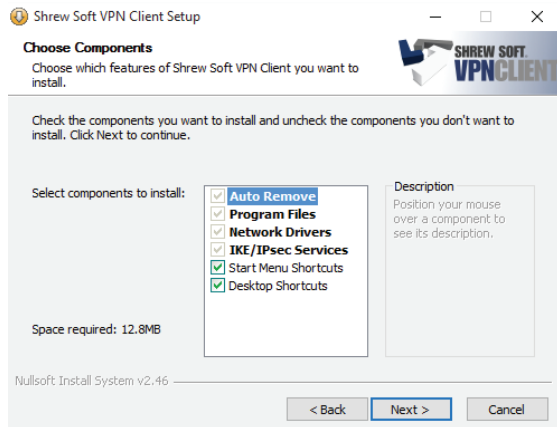 Shrew Soft VPN Client Setup
Choose Components
Choose which features of Shrew Soft VPN Client you want to
install.
SHREW SOFT
VPNCLIENT
Check the components you want to install and uncheck the components you don't want to
install. Click Next to continue.
Select components to install:
Auto Remove
Program Files
Network Drivers
IKE/IPsec Services
Start Menu Shortcuts
Desktop Shortcuts
Description
Position your mouse
over a component to
see its description.
Space required: 12.8MB
Nullsoft Install System v2.46
< Back
Next >
Cancel